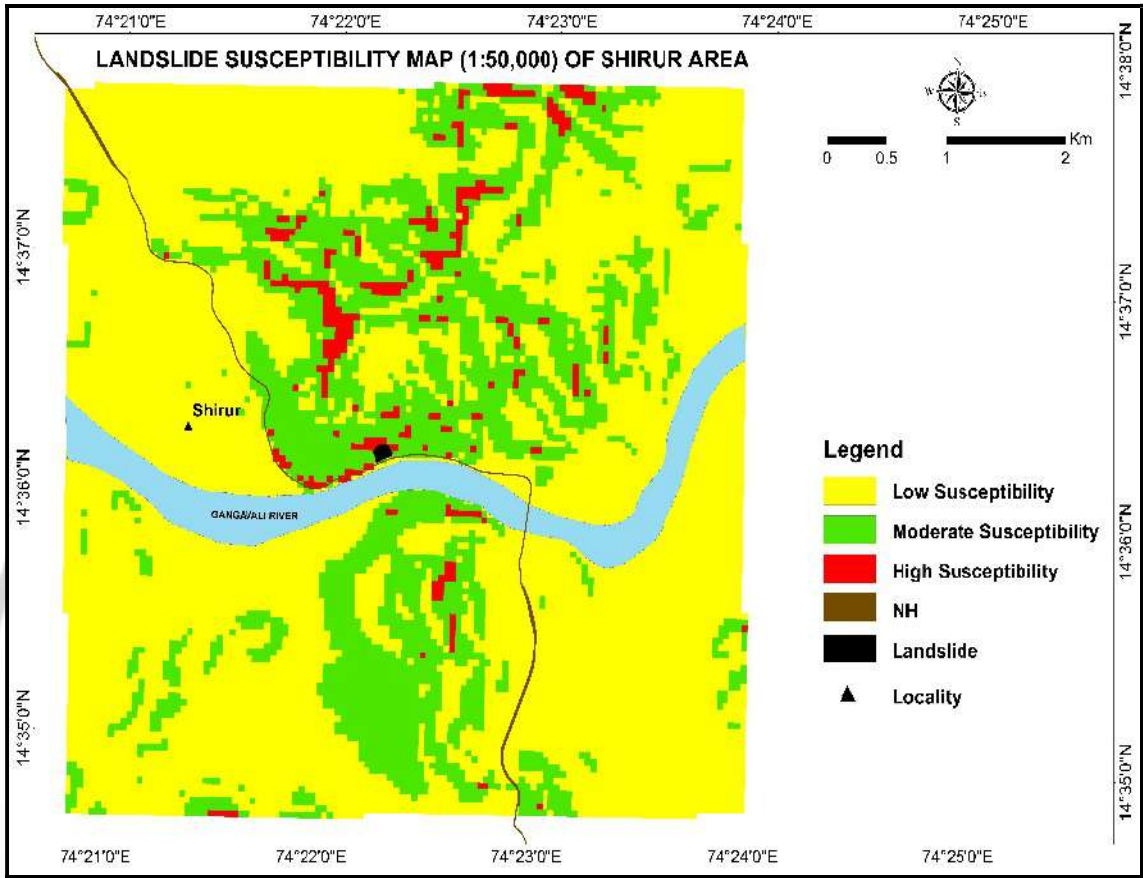 74°21'0"E 74°22'0"E 74°23'0"E 74°24'0"E 74°25'0"E
LANDSLIDE SUSCEPTIBILITY MAP (1:50,000) OF SHIRUR AREA
N
W
E
S
Km
0 0.5 1 2
14°38'0"N
14°37'0"N
14°37'0"N
Shirur
14°36'0"N
GANGAVALI RIVER
14°36'0"N
Legend
Low Susceptibility
Moderate Susceptibility
High Susceptibility
NH
Landslide
Locality
14°35'0"N
14°35'0"N
74°21'0"E 74°22'0"E 74°23'0"E 74°24'0"E 74°25'0"E